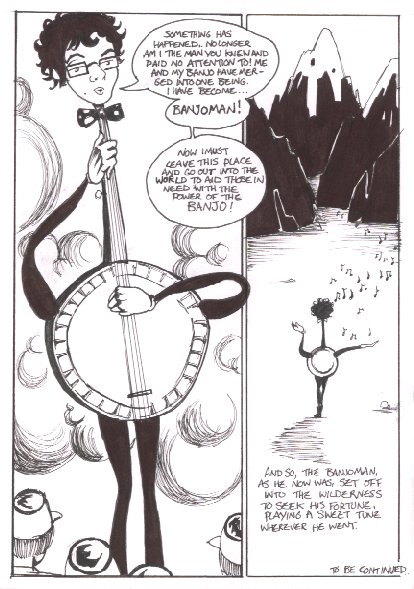 SOMETHING HAS
HAPPENED.. NO LONGER
AM I THE MAN YOU KNEW AND
PAID NO ATTENTION TO! ME
AND MY BANJO HAVE MER-
GED INTO ONE BEING.
I HAVE BECOME....
BANJOMAN!
NOW I MUST
LEAVE THIS PLACE
AND GO OUT INTO THE
WORLD TO AID THOSE IN
NEED WITH THE
POWER OF THE
BANJO!
AND SO, THE BANJOMAN,
AS HE NOW WAS, SET OFF
INTO THE WILDERNESS
TO SEEK HIS FORTUNE,
PLAYING A SWEET TUNE
WHEREVER HE WENT.
TO BE CONTINUED.